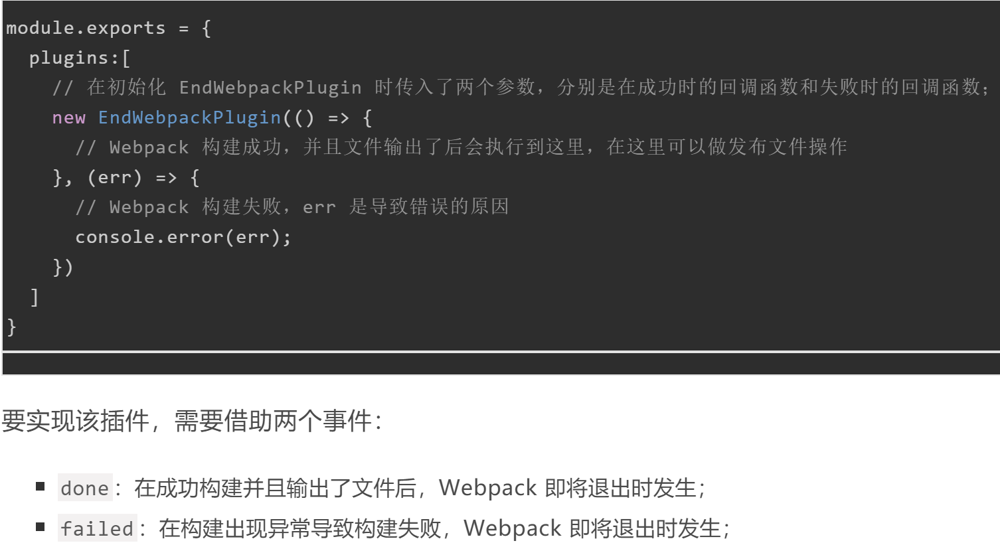 module.exports = {
plugins:[
// 在初始化 EndWebpackPlugin 时传入了两个参数，分别是在成功时的回调函数和失败时的回调函数；
new EndWebpackPlugin(() => {
// Webpack 构建成功，并且文件输出了后会执行到这里，在这里可以做发布文件操作
}, (err) => {
// Webpack 构建失败，err 是导致错误的原因
console.error(err);
})
]
}
要实现该插件，需要借助两个事件：
done：在成功构建并且输出了文件后，Webpack 即将退出时发生；
failed：在构建出现异常导致构建失败，Webpack 即将退出时发生；